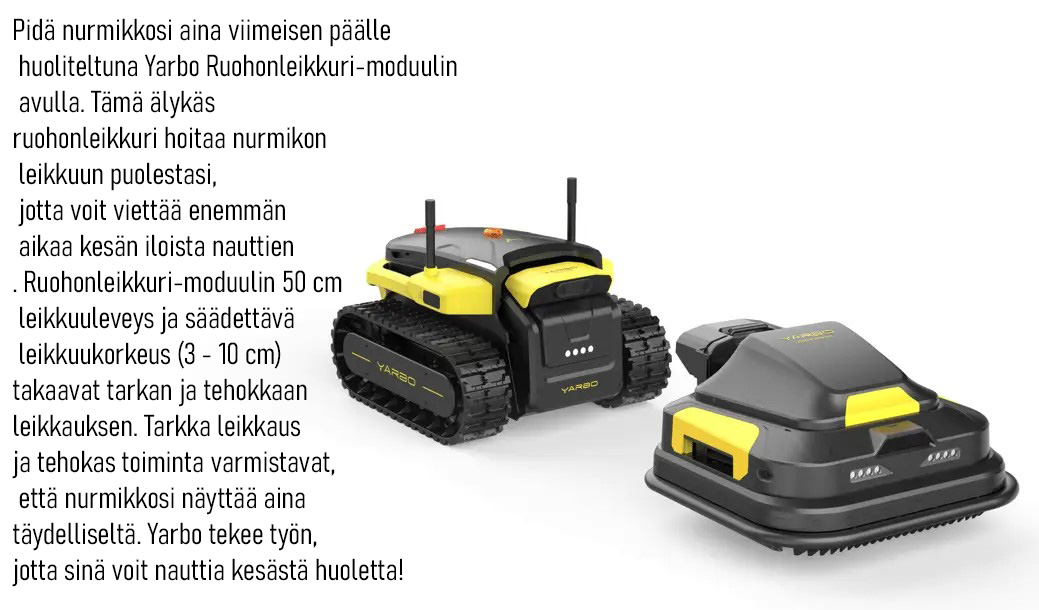 Pidä nurmikkosi aina viimeisen päälle
huoliteltuna Yarbo Ruohonleikkuri-moduulin
avulla. Tämä älykäs
ruohonleikkuri hoitaa nurmikon
leikkuun puolestasi,
jotta voit viettää enemmän
aikaa kesän iloista nauttien
. Ruohonleikkuri-moduulin 50 cm
leikkuuleveys ja säädettävä
leikkuukorkeus (3 - 10 cm)
takaavat tarkan ja tehokkaan
leikkauksen. Tarkka leikkaus
ja tehokas toiminta varmistavat,
että nurmikkosi näyttää aina
täydelliseltä. Yarbo tekee työn,
jotta sinä voit nauttia kesästä huoletta!
YARBO
YARBO
YARBO